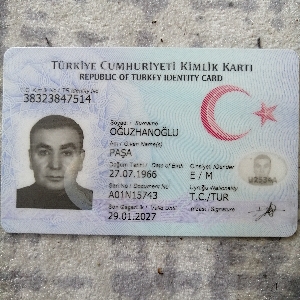 TÜRKİYE CUMHURİYETİ KİMLİK KARTI
REPUBLIC OF TURKEY IDENTITY CARD
T.C. Kimlik No / TR Identity No
38323847514
Soyadı / Surname
OĞUZHANOĞLU
Adı / Given Name(s)
PAŞA
Doğum Tarihi / Date of Birth Cinsiyeti / Gender
27.07.1966 E / M
Seri No / Document No Uyruğu / Nationality
A01N15743 T.C./TUR
Son Geçerlilik / Valid Until İmzası / Signature
29.01.2027